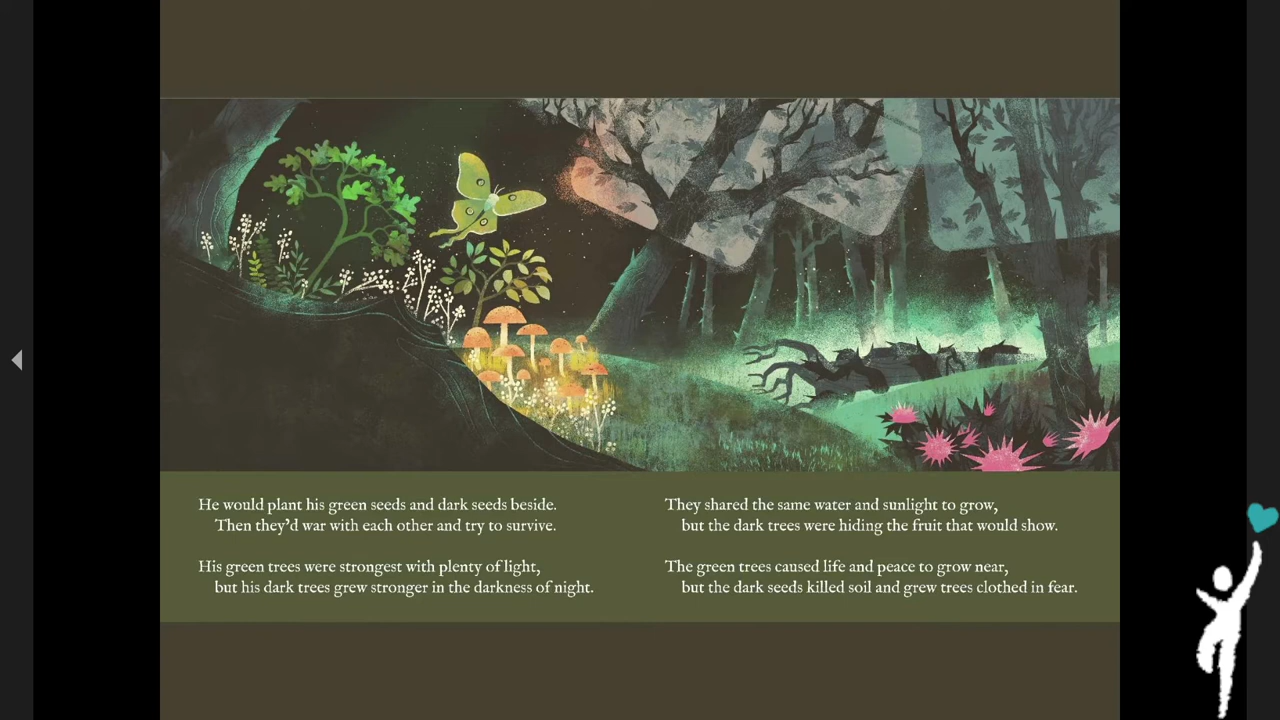 He would plant his green seeds and dark seeds beside.
Then they'd war with each other and try to survive.
His green trees were strongest with plenty of light,
but his dark trees grew stronger in the darkness of night.
They shared the same water and sunlight to grow,
but the dark trees were hiding the fruit that would show.
The green trees caused life and peace to grow near,
but the dark seeds killed soil and grew trees clothed in fear.